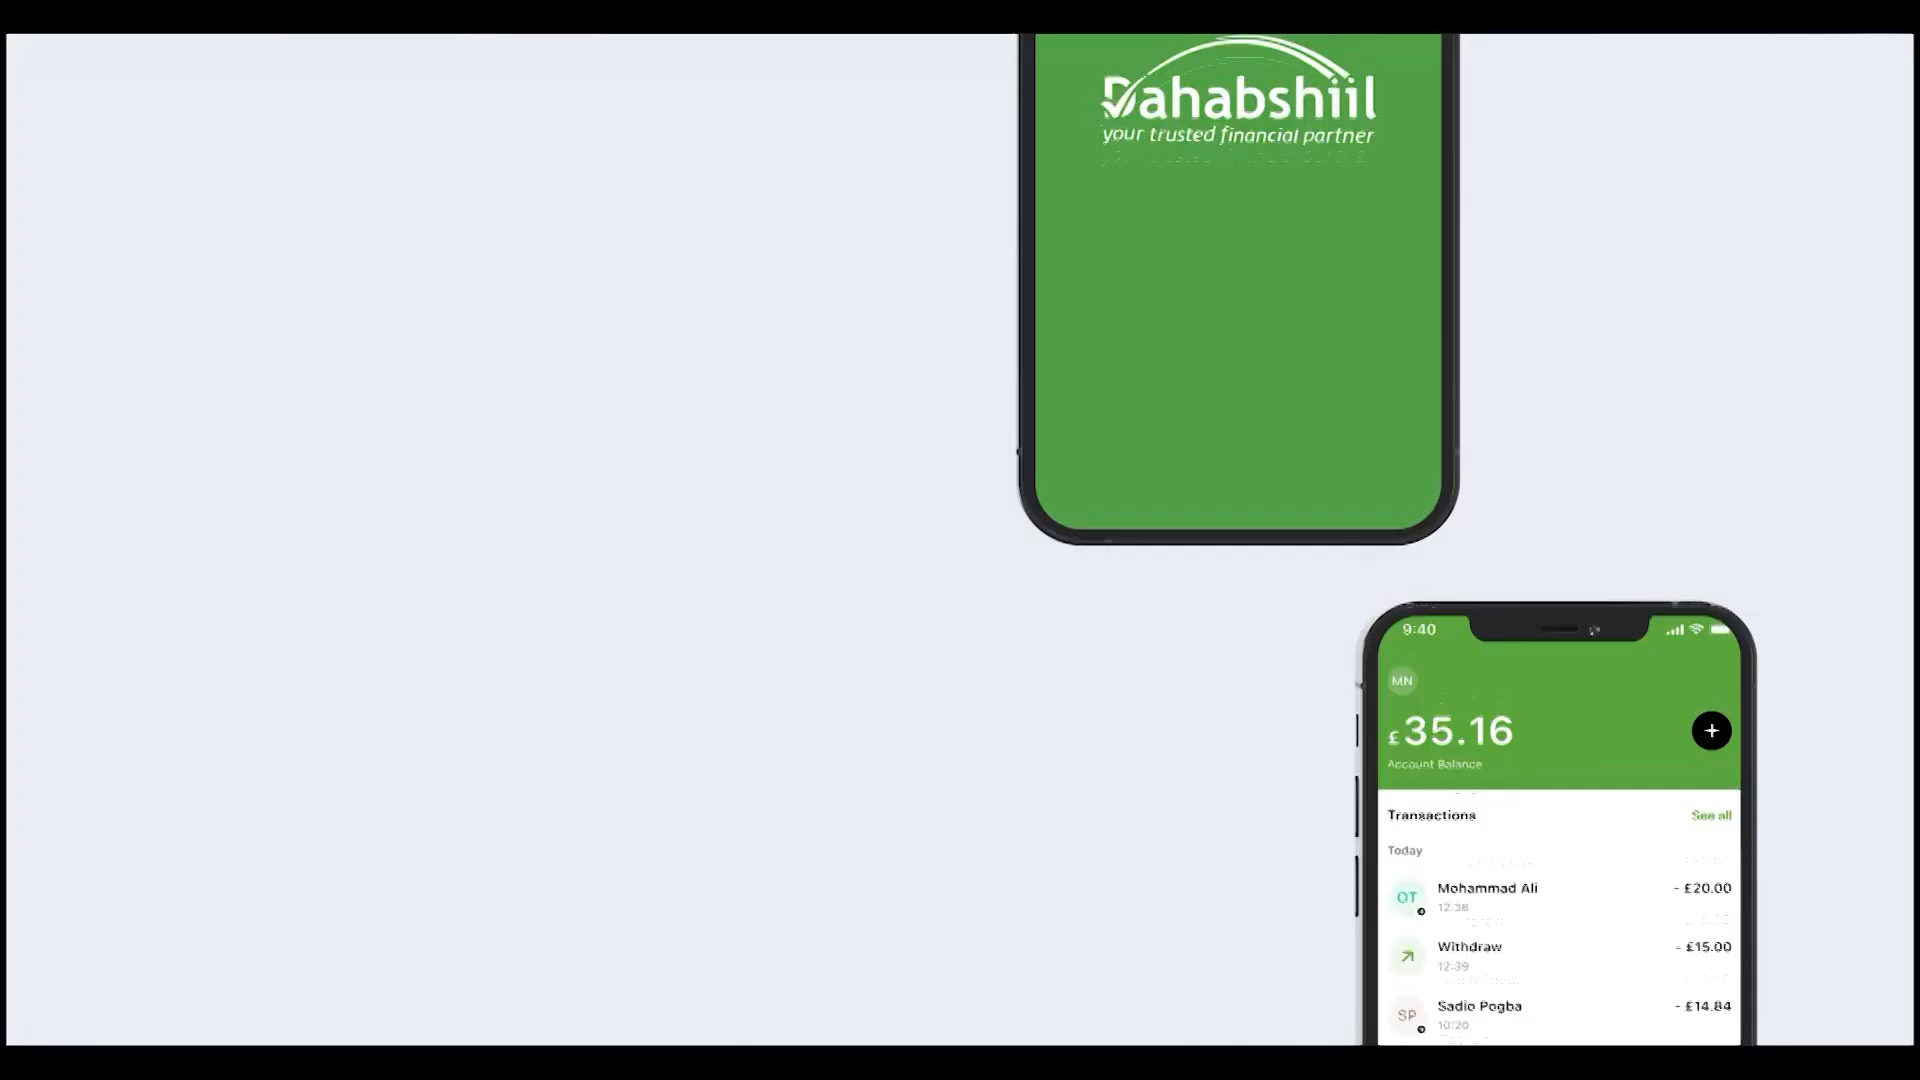 Dahabshiil
your trusted financial partner
9:40
MN
£35.16
Account Balance
Transactions
See all
Today
OT
Mohammad Ali
- £20.00
12:38
Withdraw
- £15.00
12:39
SP
Sadio Pogba
- £14.84
10:20